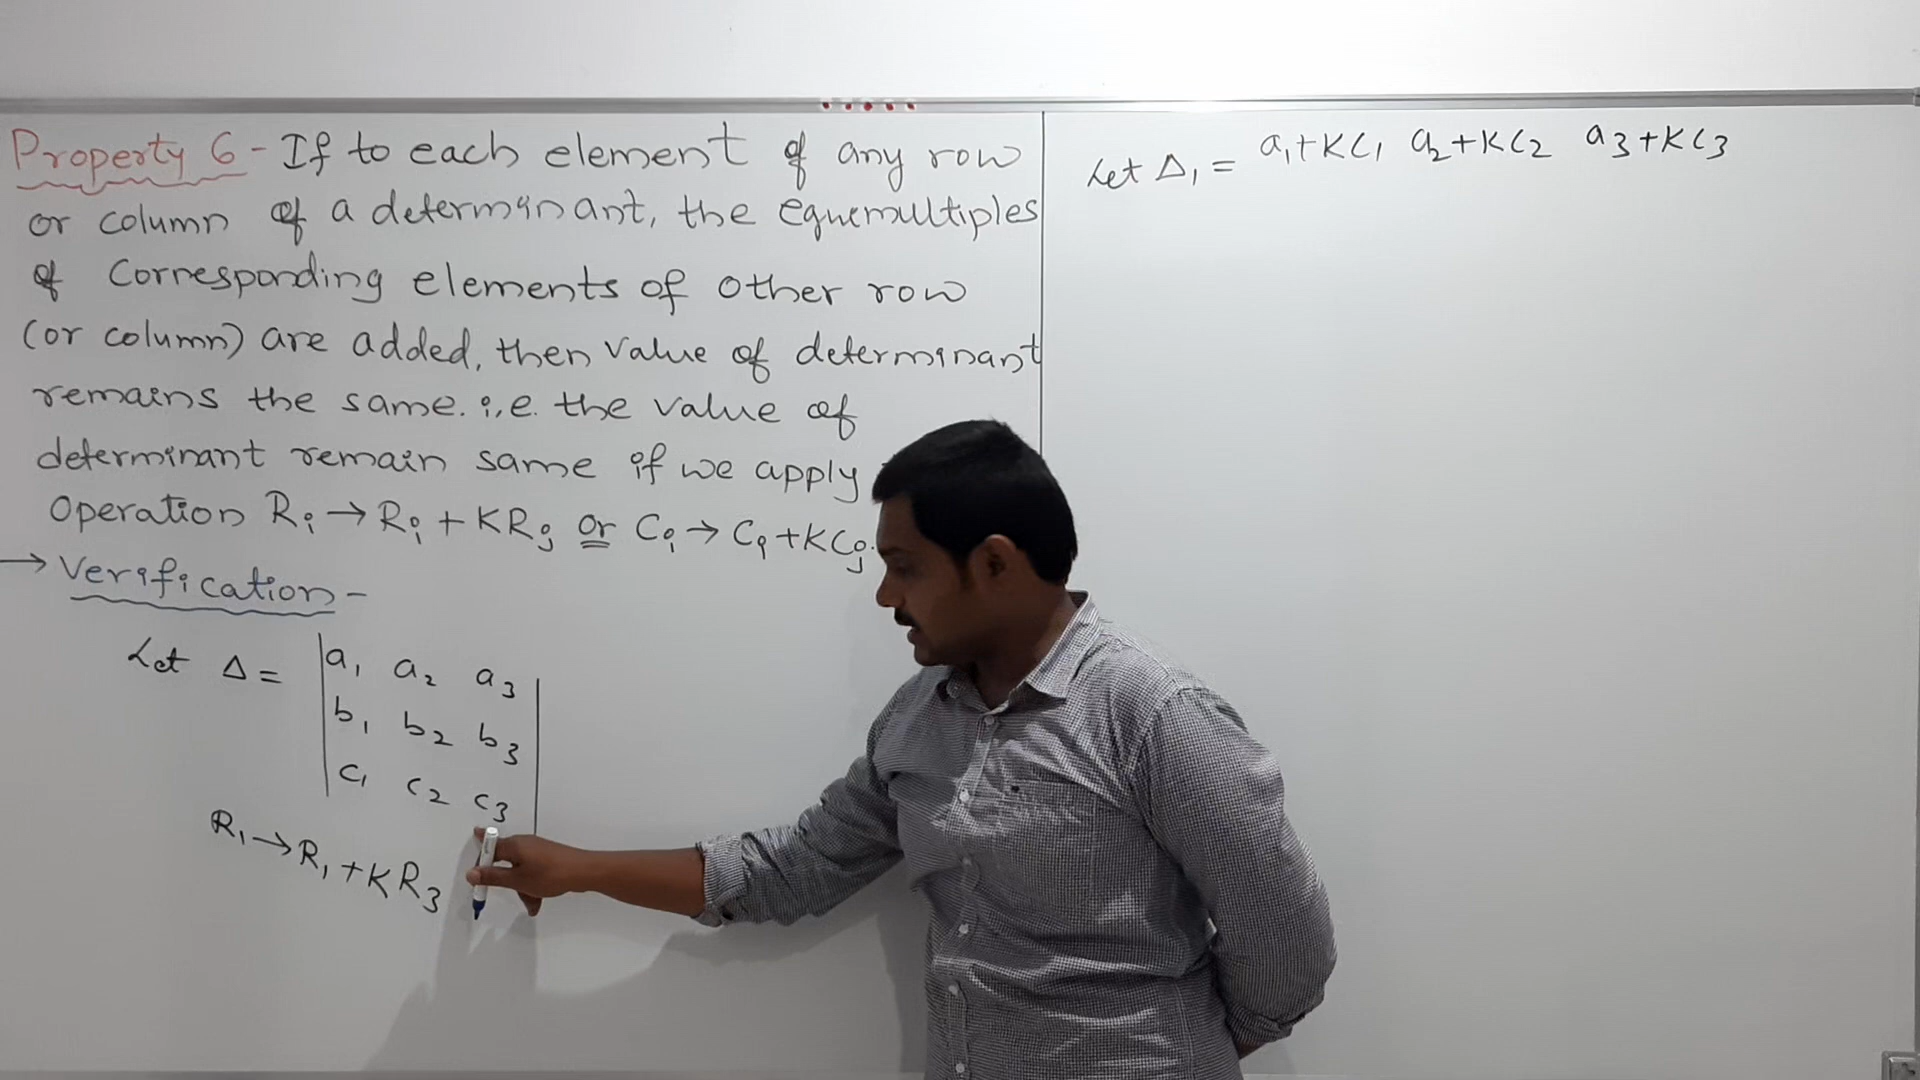 Property 6 - If to each element of any row
or column of a determinant, the equemultiples
of corresponding elements of other row
(or column) are added, then value of determinant
remains the same. i.e. the value of
determinant remain same if we apply
Operation Ri → Ri + KRj or Ci → Ci + KCj.
→ Verification -
Let Δ = | a1 a2 a3 |
b1 b2 b3
c1 c2 c3
R1 → R1 + KR3
Let Δ1 = a1+KC1 a2+KC2 a3+KC3